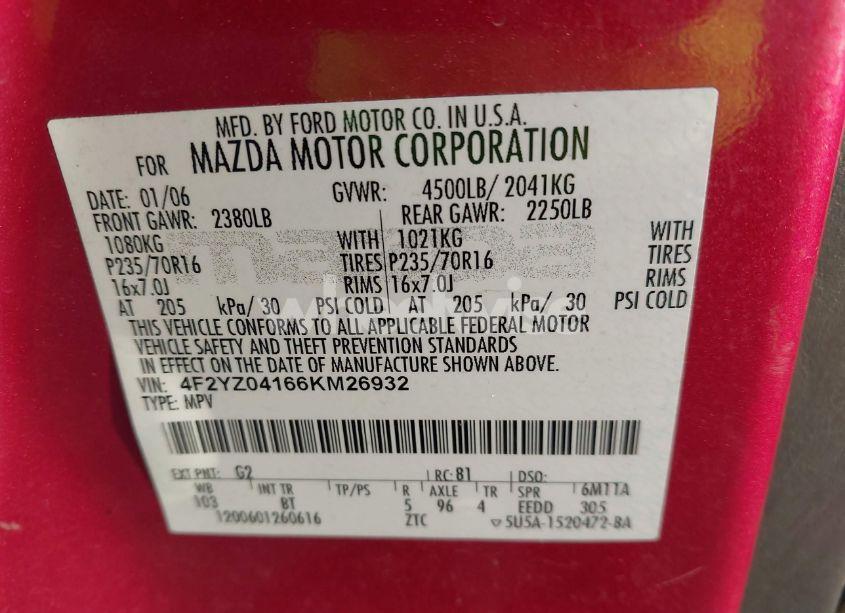 MFD. BY FORD MOTOR CO. IN U.S.A.
FOR MAZDA MOTOR CORPORATION
DATE: 01/06 GVWR: 4500LB/ 2041KG
FRONT GAWR: 2380LB REAR GAWR: 2250LB
1080KG WITH 1021KG WITH
P235/70R16 TIRES P235/70R16 TIRES
16x7.0J RIMS 16x7.0J RIMS
AT 205 kPa/ 30 PSI COLD AT 205 kPa/ 30 PSI COLD
THIS VEHICLE CONFORMS TO ALL APPLICABLE FEDERAL MOTOR
VEHICLE SAFETY AND THEFT PREVENTION STANDARDS
IN EFFECT ON THE DATE OF MANUFACTURE SHOWN ABOVE.
VIN: 4F2YZ04166KM26932
TYPE: MPV
EXT PNT: G2 RC: 81 DSO:
WB INT TR TP/PS R AXLE TR SPR 6M11A
103 BT 5 96 4 EEDD 305
1200601260616 ZTC ▽5U5A-1520472-BA